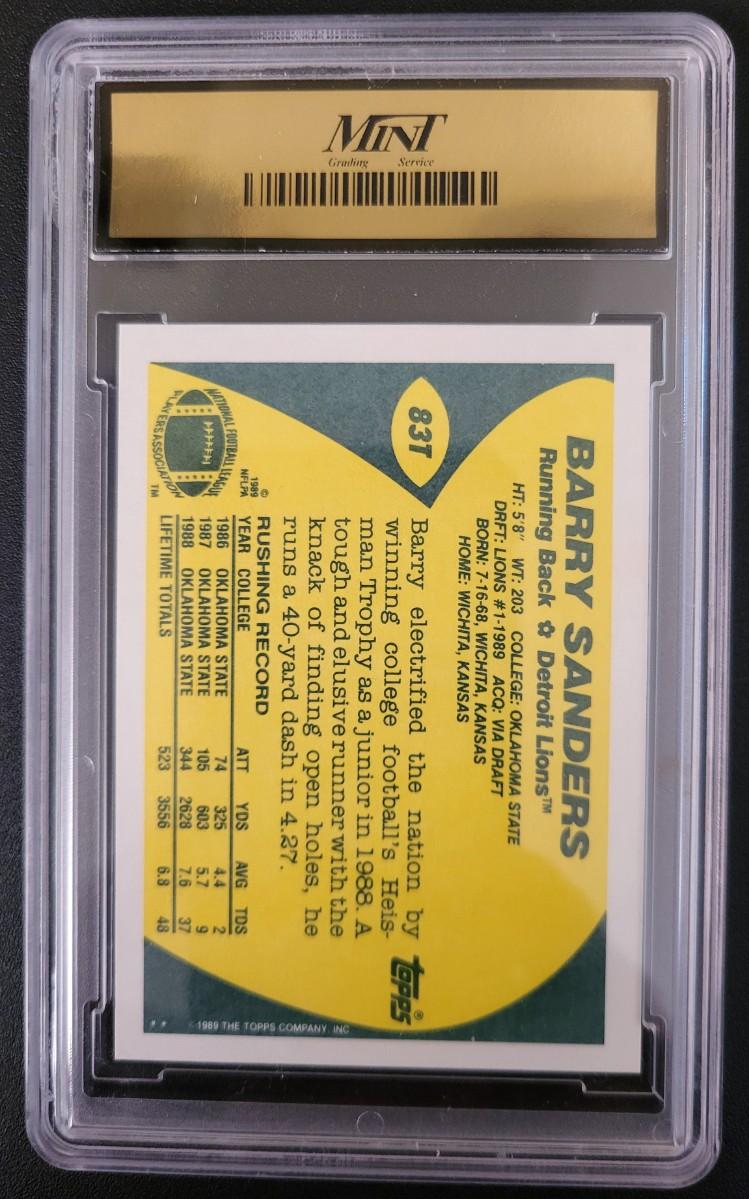 MINT
Grading Service
83T
BARRY SANDERS
Running Back ✩ Detroit Lions™
HT: 5'8" WT: 203 COLLEGE: OKLAHOMA STATE
DRFT: LIONS #1-1989 ACQ: VIA DRAFT
BORN: 7-16-68, WICHITA, KANSAS
HOME: WICHITA, KANSAS
Barry electrified the nation by
winning college football's Heis-
man Trophy as a junior in 1988. A
tough and elusive runner with the
knack of finding open holes, he
runs a 40-yard dash in 4.27.
topps®
RUSHING RECORD
YEAR COLLEGE ATT YDS AVG TDS
1986 OKLAHOMA STATE 74 325 4.4 2
1987 OKLAHOMA STATE 105 603 5.7 9
1988 OKLAHOMA STATE 344 2628 7.6 37
LIFETIME TOTALS 523 3556 6.8 48
NATIONAL FOOTBALL LEAGUE
PLAYERS ASSOCIATION
TM
©
1989
NFLPA
** ©1989 THE TOPPS COMPANY, INC